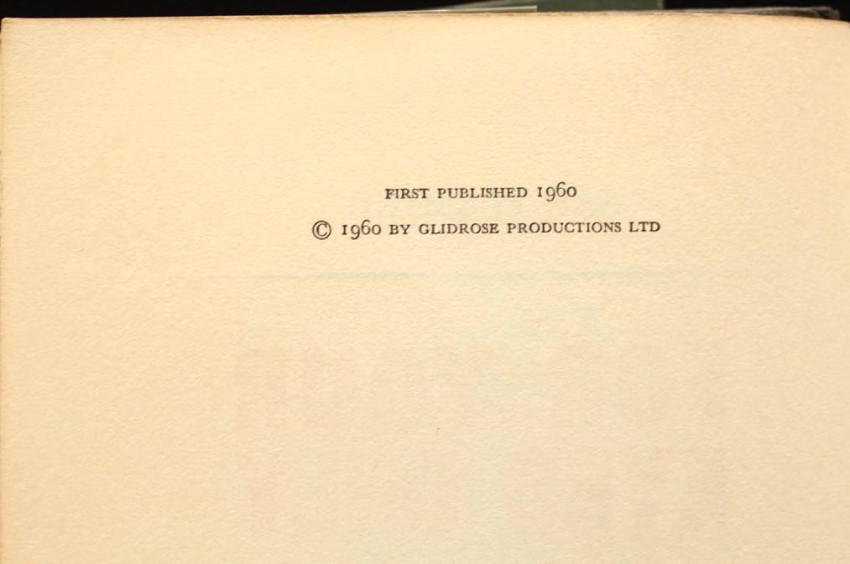 FIRST PUBLISHED 1960
© 1960 BY GLIDROSE PRODUCTIONS LTD